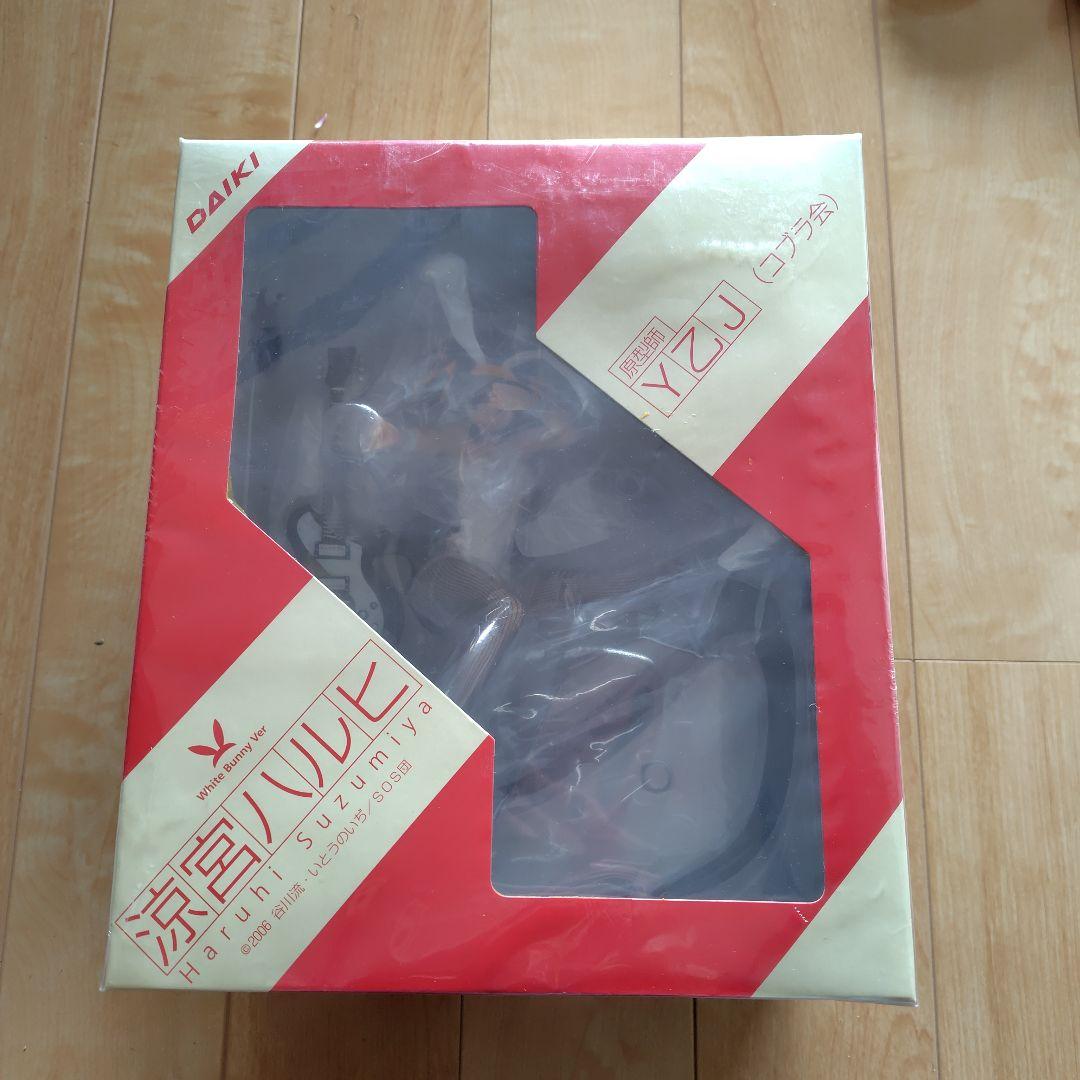 DAIKI
原型師
Y乙J (コブラ会)
White Bunny Ver
涼宮ハルヒ
Haruhi Suzumiya
©2006 谷川流・いとうのいぢ/SOS団